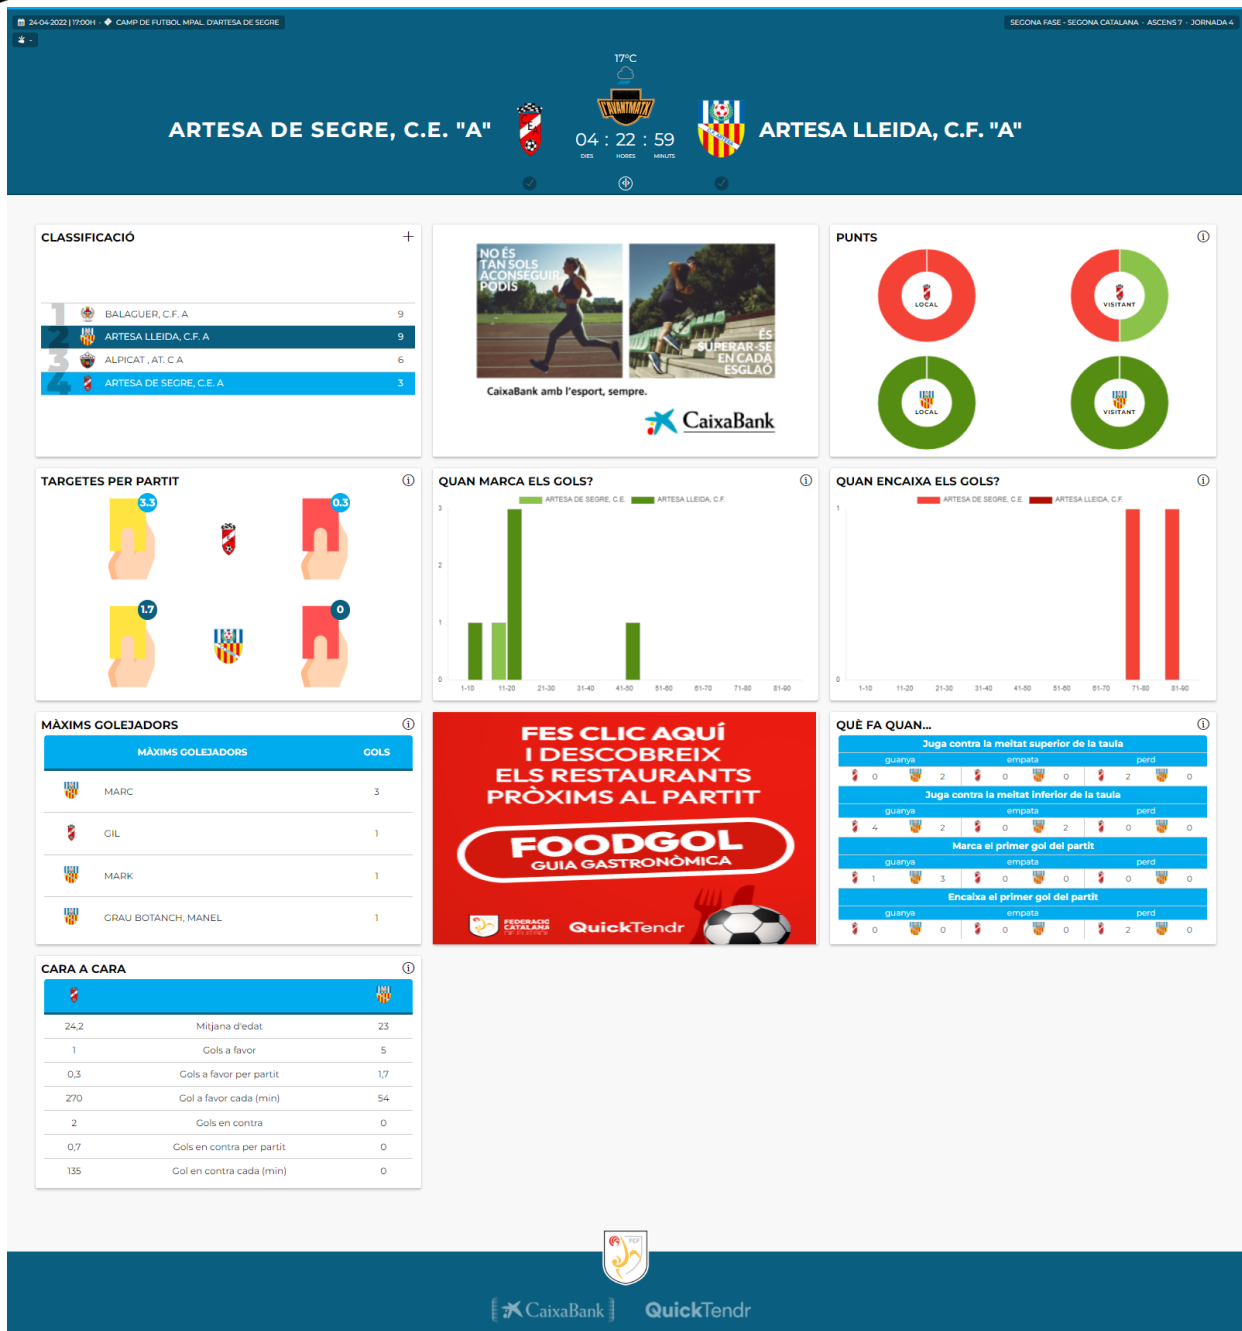 24-04-2022 | 17:00H · CAMP DE FUTBOL MPAL. D'ARTESA DE SEGRE
SEGONA FASE - SEGONA CATALANA · ASCENS 7 · JORNADA 4
-
17ºC
L'AVANTMATX
ARTESA DE SEGRE, C.E. "A"
ARTESA LLEIDA, C.F. "A"
04 : 22 : 59
DIES HORES MINUTS
CLASSIFICACIÓ +
1 BALAGUER, C.F. A 9
2 ARTESA LLEIDA, C.F. A 9
3 ALPICAT , AT. C A 6
4 ARTESA DE SEGRE, C.E. A 3
NO ÉS
TAN SOLS
ACONSEGUIR
PODIS
ÉS
SUPERAR-SE
EN CADA
ESGLAÓ
CaixaBank amb l'esport, sempre.
CaixaBank
PUNTS
LOCAL
VISITANT
LOCAL
VISITANT
TARGETES PER PARTIT
3.3
0.3
1.7
0
QUAN MARCA ELS GOLS?
ARTESA DE SEGRE, C.E. ARTESA LLEIDA, C.F.
3
2
1
0
1-10 11-20 21-30 31-40 41-50 51-60 61-70 71-80 81-90
QUAN ENCAIXA ELS GOLS?
ARTESA DE SEGRE, C.E. ARTESA LLEIDA, C.F.
1
0
1-10 11-20 21-30 31-40 41-50 51-60 61-70 71-80 81-90
MÀXIMS GOLEJADORS
MÀXIMS GOLEJADORS GOLS
MARC 3
GIL 1
MARK 1
GRAU BOTANCH, MANEL 1
FES CLIC AQUÍ
I DESCOBREIX
ELS RESTAURANTS
PRÒXIMS AL PARTIT
FOODGOL
GUIA GASTRONÒMICA
FEDERACIÓ
CATALANA
DE FUTBOL
QuickTendr
QUÈ FA QUAN...
Juga contra la meitat superior de la taula
guanya empata perd
0 2 0 0 2 0
Juga contra la meitat inferior de la taula
guanya empata perd
4 2 0 2 0 0
Marca el primer gol del partit
guanya empata perd
1 3 0 0 0 0
Encaixa el primer gol del partit
guanya empata perd
0 0 0 0 2 0
CARA A CARA
24,2 Mitjana d'edat 23
1 Gols a favor 5
0,3 Gols a favor per partit 1,7
270 Gol a favor cada (min) 54
2 Gols en contra 0
0,7 Gols en contra per partit 0
135 Gol en contra cada (min) 0
FCF
CaixaBank
QuickTendr